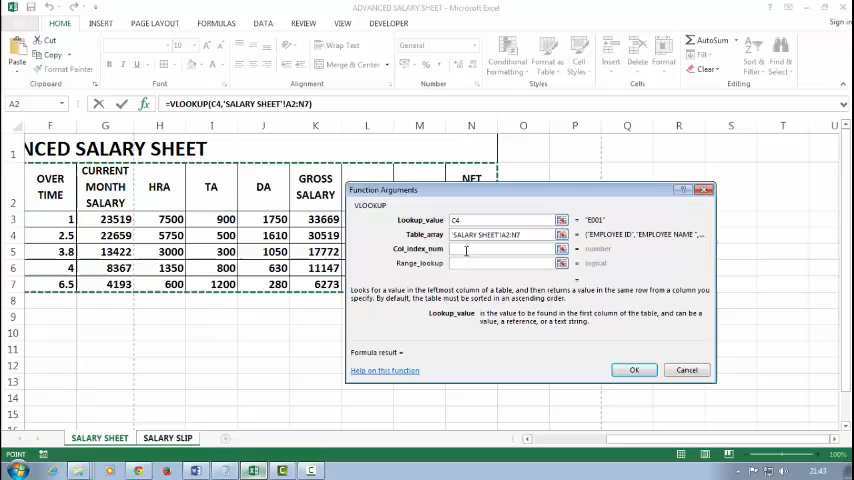 ADVANCED SALARY SHEET - Microsoft Excel
HOME INSERT PAGE LAYOUT FORMULAS DATA REVIEW VIEW DEVELOPER Sign in
Cut
Copy
Format Painter
Paste
Clipboard
10
B I U
Font
Wrap Text
Merge & Center
Alignment
General
Number
Conditional Formatting
Format as Table
Cell Styles
Styles
Insert Delete Format
Cells
AutoSum
Fill
Clear
Sort & Filter
Find & Select
Editing
A2 =VLOOKUP(C4,'SALARY SHEET'!A2:N7)
F G H I J K L M N O P Q R S T U
1 NCED SALARY SHEET
2 OVER TIME CURRENT MONTH SALARY HRA TA DA GROSS SALARY NET
3 1 23519 7500 900 1750 33669
4 2.5 22659 5750 500 1610 30519
5 3.8 13422 3000 300 1050 17772
6 4 8367 1350 800 630 11147
7 6.5 4193 600 1200 280 6273
8
9
10
11
12
13
14
15
16
Function Arguments
VLOOKUP
Lookup_value C4 = "E001"
Table_array 'SALARY SHEET'!A2:N7 = {"EMPLOYEE ID","EMPLOYEE NAME ",...
Col_index_num = number
Range_lookup = logical
=
Looks for a value in the leftmost column of a table, and then returns a value in the same row from a column you
specify. By default, the table must be sorted in an ascending order.
Lookup_value is the value to be found in the first column of the table, and can be a
value, a reference, or a text string.
Formula result =
Help on this function
OK Cancel
SALARY SHEET SALARY SLIP
POINT 100%
21:43